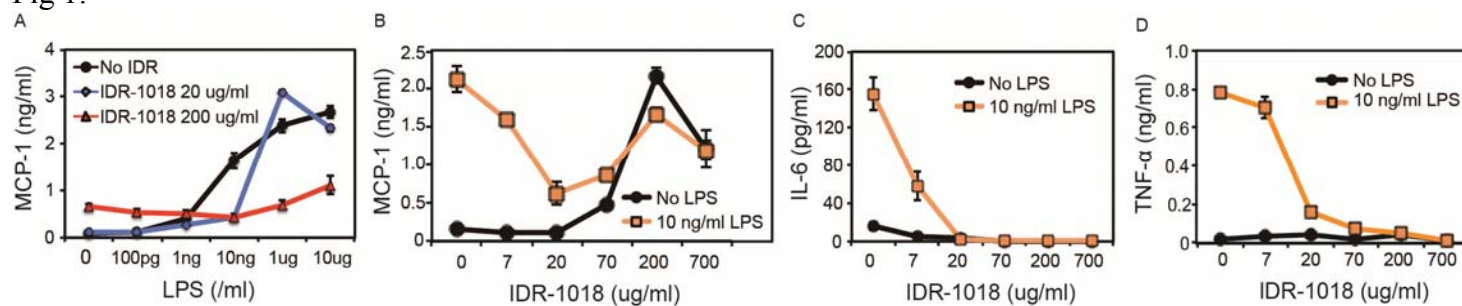 Fig 1.
A
MCP-1 (ng/ml)
4
3
2
1
0
No IDR
IDR-1018 20 ug/ml
IDR-1018 200 ug/ml
0 100pg 1ng 10ng 1ug 10ug
LPS (/ml)
B
MCP-1 (ng/ml)
2.5
2.0
1.5
1.0
0.5
0
No LPS
10 ng/ml LPS
0 7 20 70 200 700
IDR-1018 (ug/ml)
C
IL-6 (pg/ml)
200
160
120
80
40
0
No LPS
10 ng/ml LPS
0 7 20 70 200 700
IDR-1018 (ug/ml)
D
TNF-α (ng/ml)
1.0
0.8
0.6
0.4
0.2
0
No LPS
10 ng/ml LPS
0 7 20 70 200 700
IDR-1018 (ug/ml)